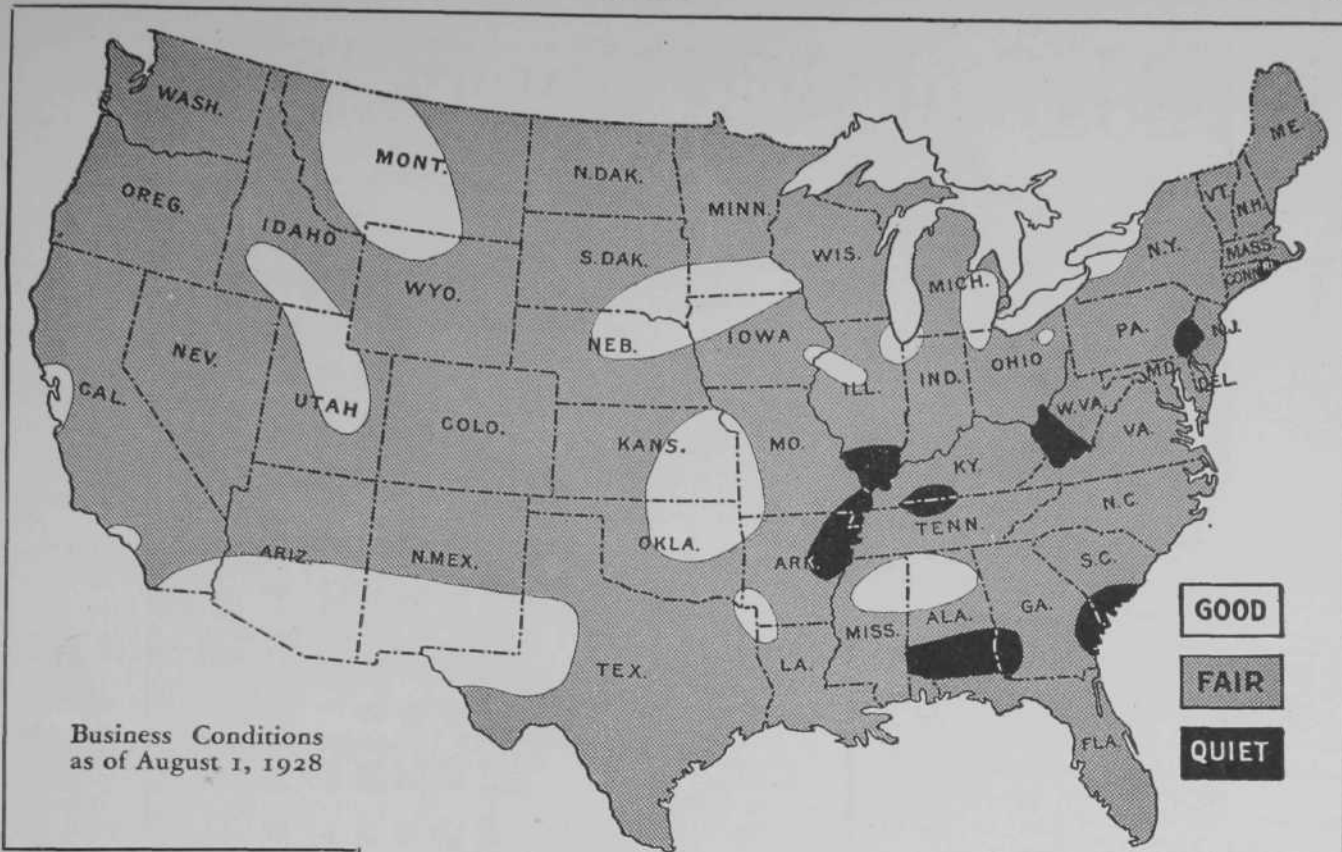 WASH.
MONT.
N.DAK.
MINN.
ME.
OREG.
IDAHO
S.DAK.
WIS.
MICH.
N.Y.
VT.
N.H.
MASS.
CONN.
WYO.
NEB.
IOWA
ILL.
IND.
OHIO
PA.
N.J.
MD.
DEL.
NEV.
CAL.
UTAH
COLO.
KANS.
MO.
KY.
W.VA.
VA.
ARIZ.
N.MEX.
OKLA.
ARK.
TENN.
N.C.
S.C.
TEX.
LA.
MISS.
ALA.
GA.
FLA.
GOOD
FAIR
QUIET
Business Conditions
as of August 1, 1928